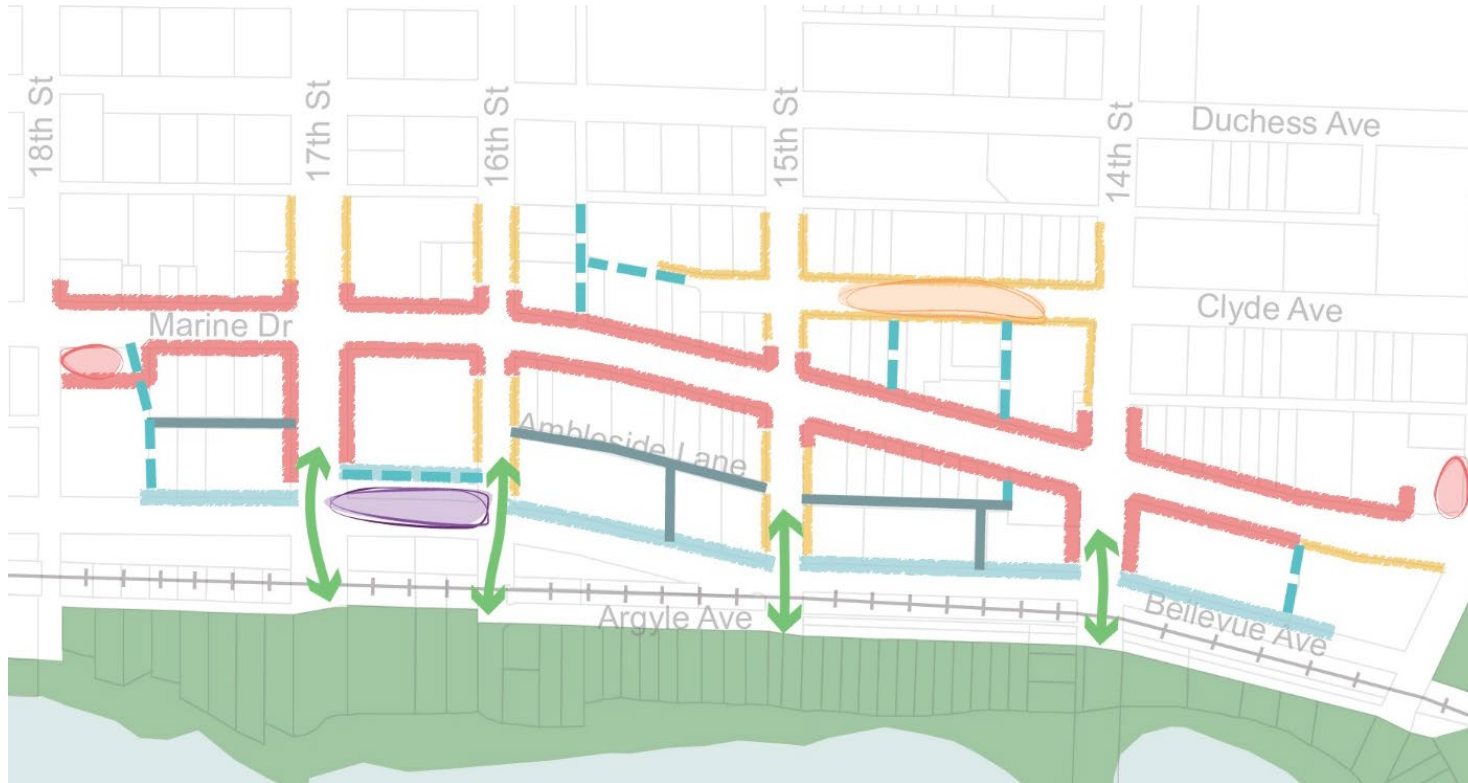 18th St
17th St
16th St
15th St
14th St
Duchess Ave
Clyde Ave
Marine Dr
Ambleside Lane
Argyle Ave
Bellevue Ave